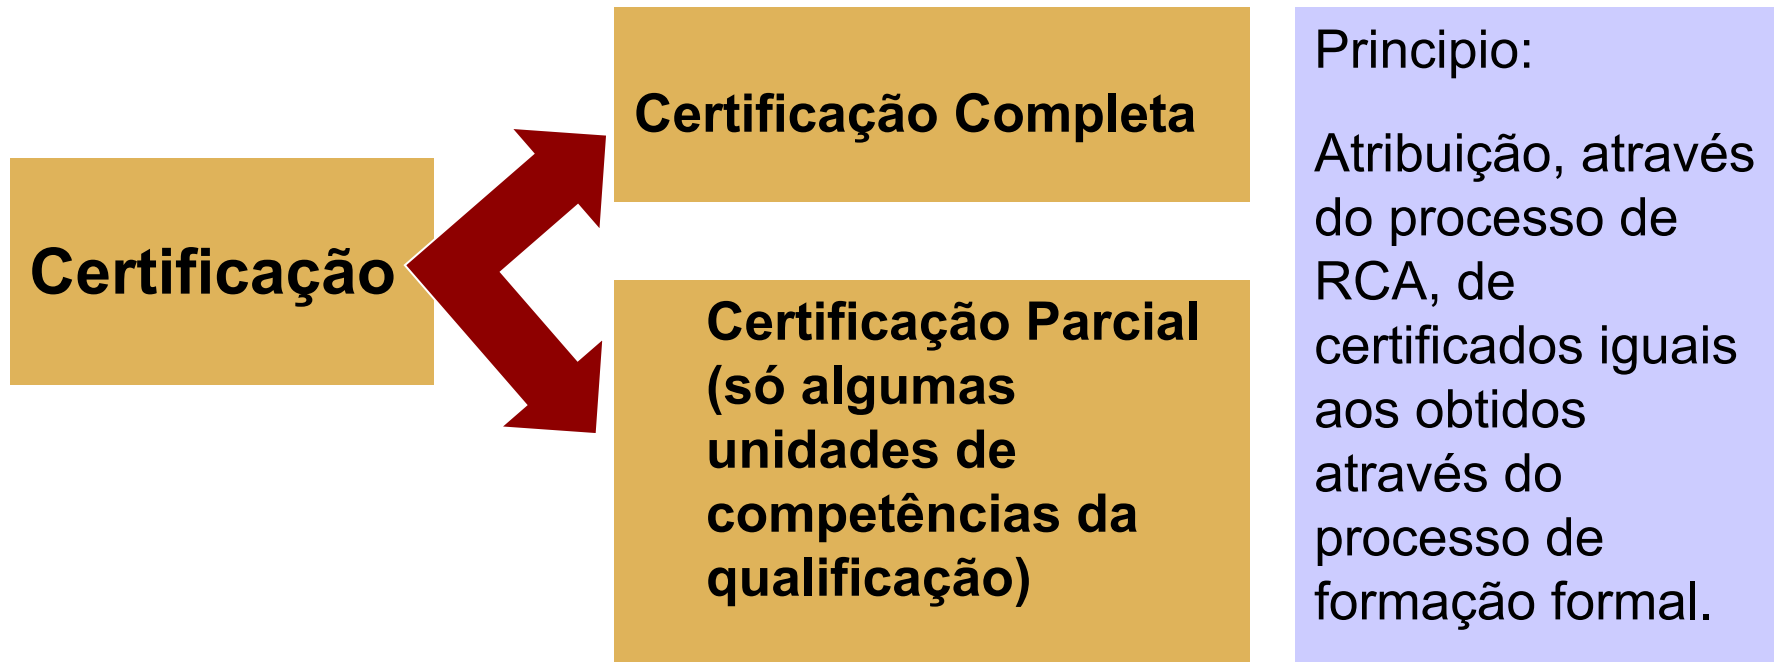 Certificação
Certificação Completa
Certificação Parcial
(só algumas
unidades de
competências da
qualificação)
Principio:
Atribuição, através
do processo de
RCA, de
certificados iguais
aos obtidos
através do
processo de
formação formal.